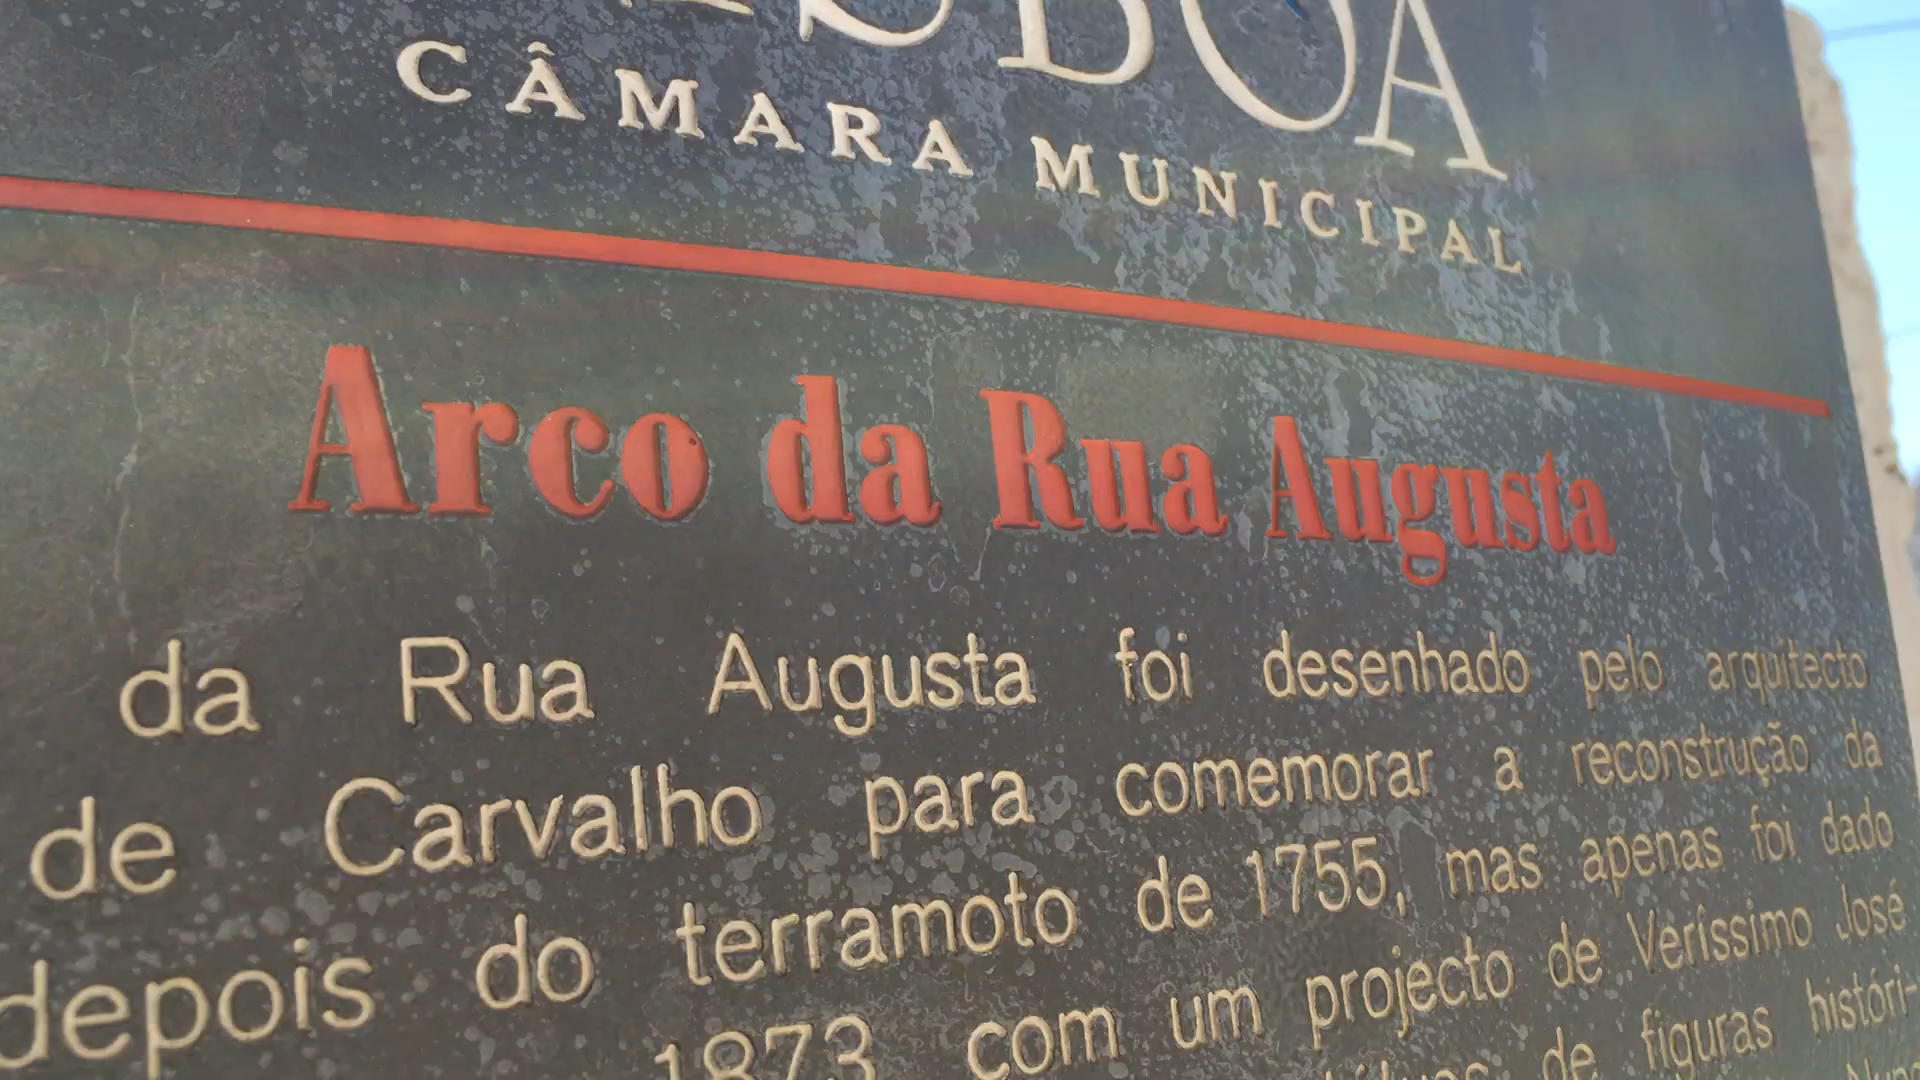 CÂMARA MUNICIPAL
Arco da Rua Augusta
da Rua Augusta foi desenhado pelo arquitecto
de Carvalho para comemorar a reconstrução da
depois do terramoto de 1755, mas apenas foi dado
1873 com um projecto de Veríssimo José
de figuras históri-